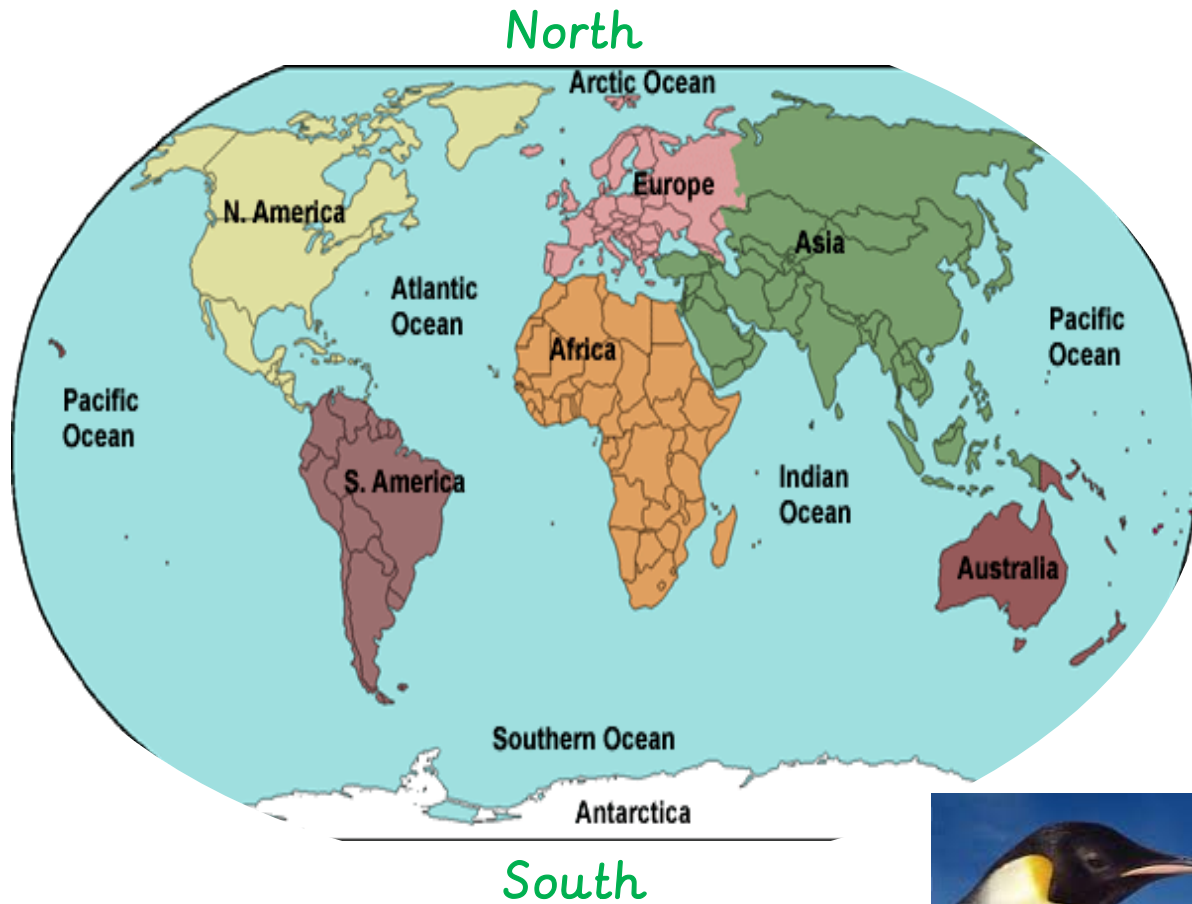 North
Arctic Ocean
Europe
N. America
Asia
Atlantic
Ocean
Pacific
Ocean
Africa
Pacific
Ocean
S. America
Indian
Ocean
Australia
Southern Ocean
Antarctica
South